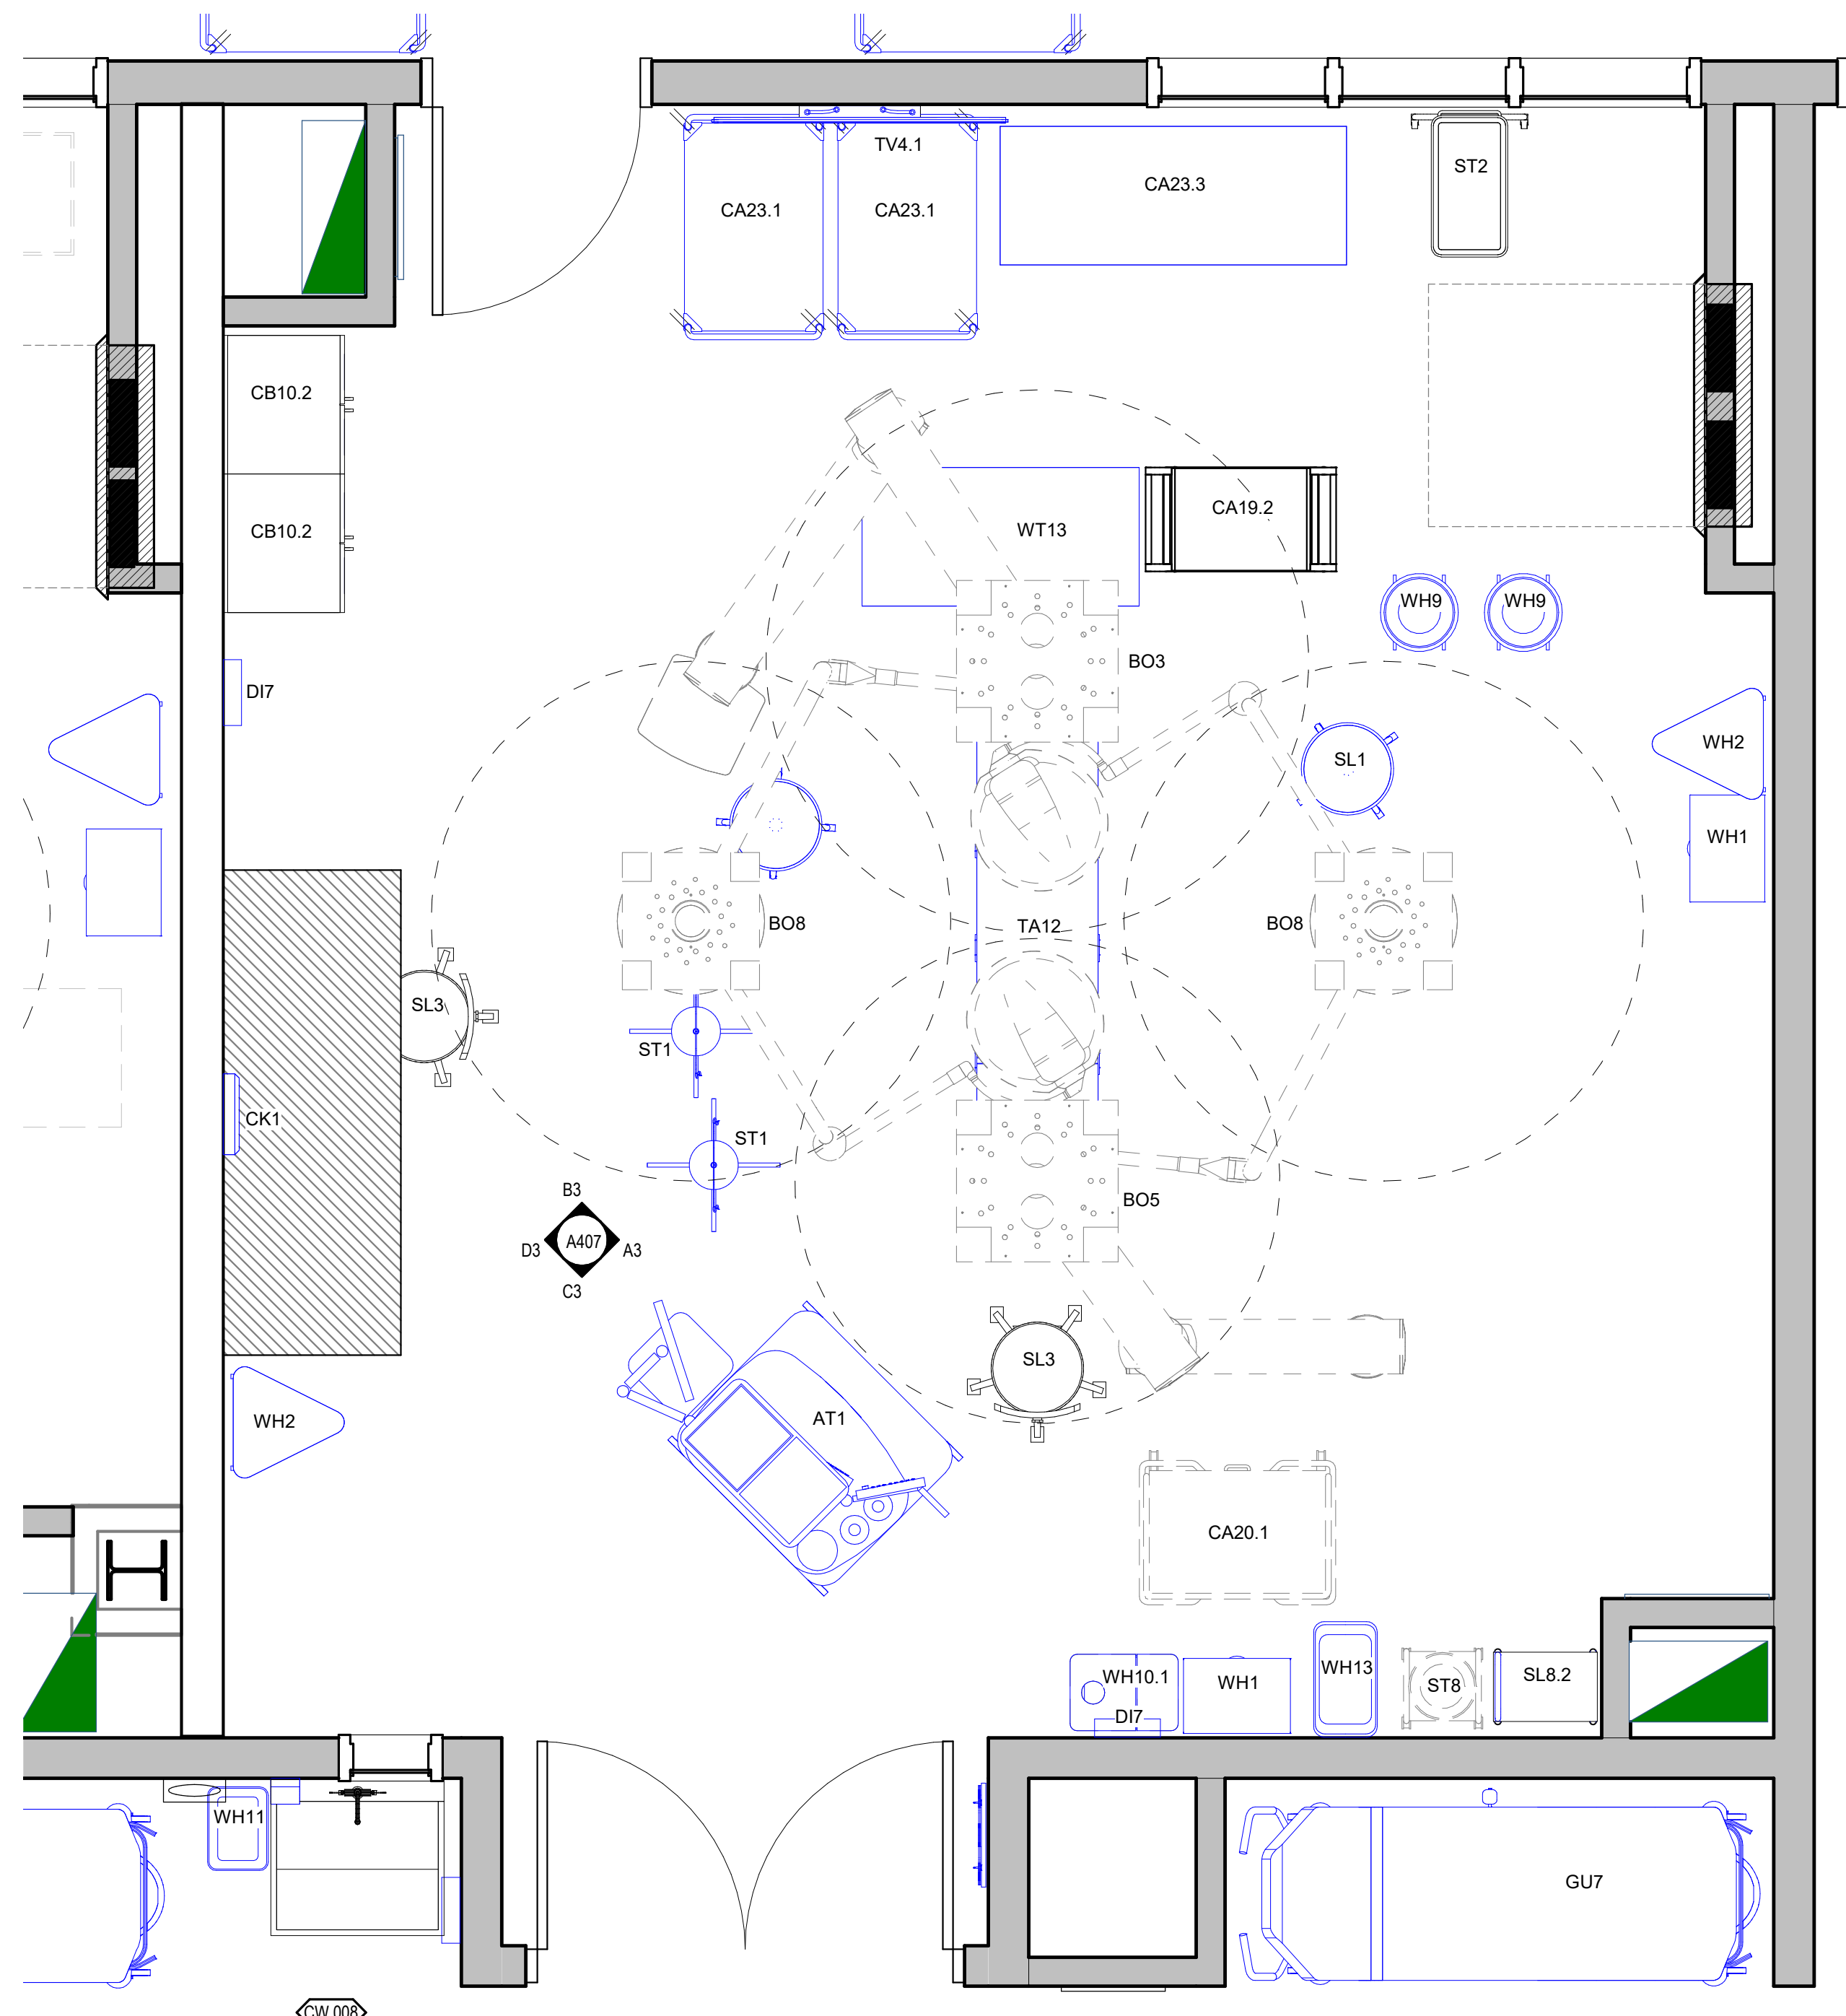 TV4.1
ST2
CA23.3
CA23.1
CA23.1
CB10.2
CA19.2
CB10.2
WT13
WH9
WH9
BO3
DI7
WH2
SL1
WH1
BO8
TA12
BO8
SL3
ST1
CK1
ST1
B3
BO5
D3
A407
A3
C3
SL3
AT1
WH2
CA20.1
WH10.1
WH1
WH13
ST8
SL8.2
DI7
WH11
GU7
CW 008